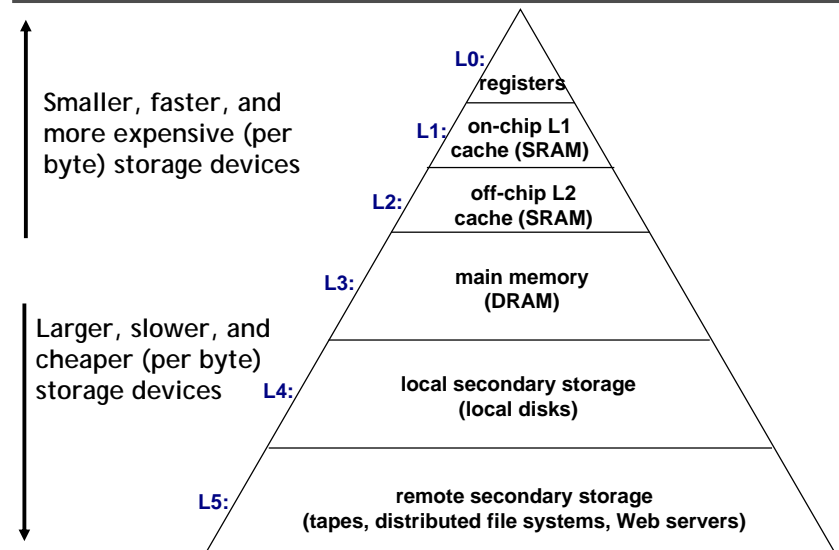 L0:
registers
Smaller, faster, and
more expensive (per
byte) storage devices
L1:
on-chip L1
cache (SRAM)
L2:
off-chip L2
cache (SRAM)
L3:
main memory
(DRAM)
Larger, slower, and
cheaper (per byte)
storage devices
L4:
local secondary storage
(local disks)
L5:
remote secondary storage
(tapes, distributed file systems, Web servers)